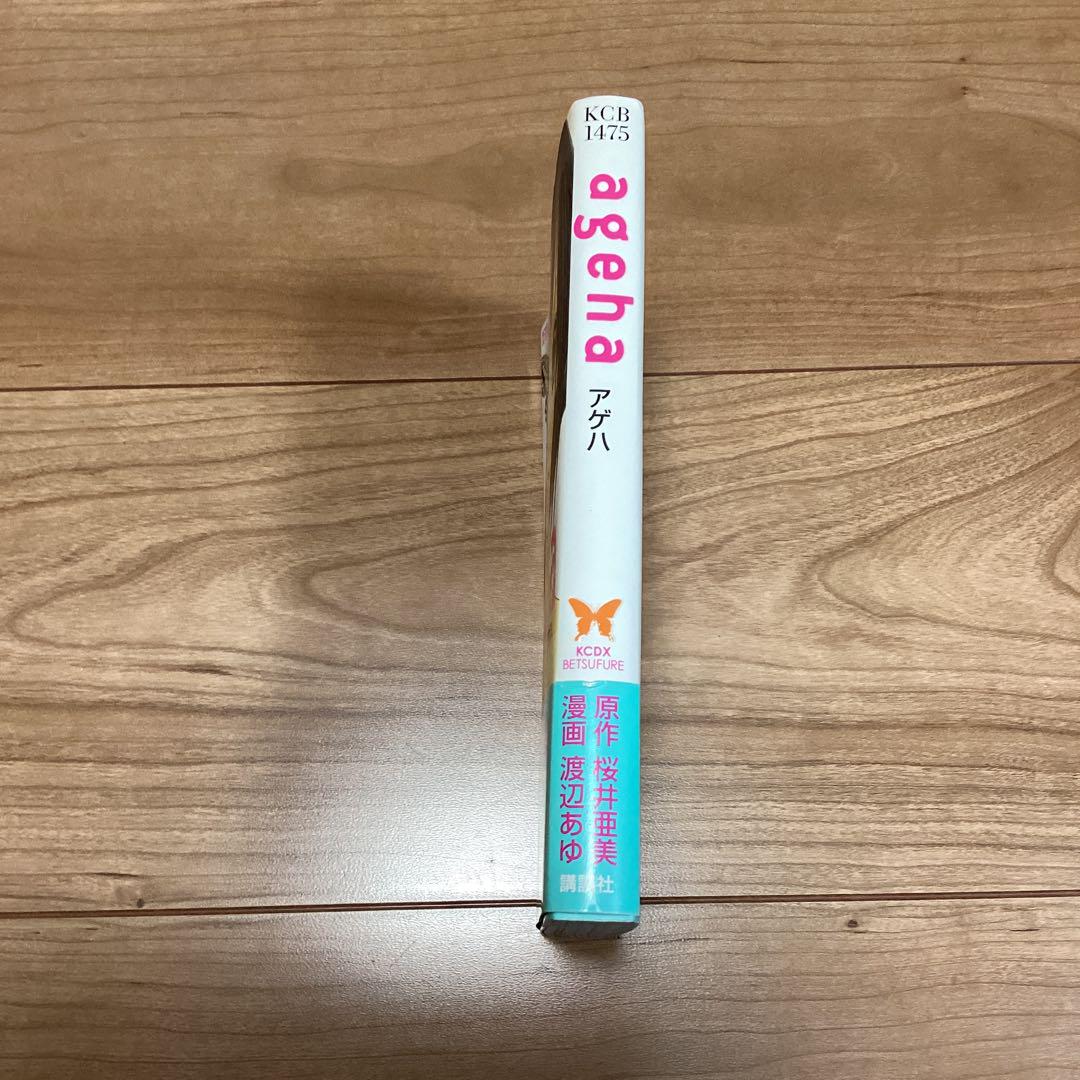 KCB
1475
ageha
アゲハ
KCDX
BETSUFURE
原作 桜井亜美
漫画 渡辺あゆ
講談社